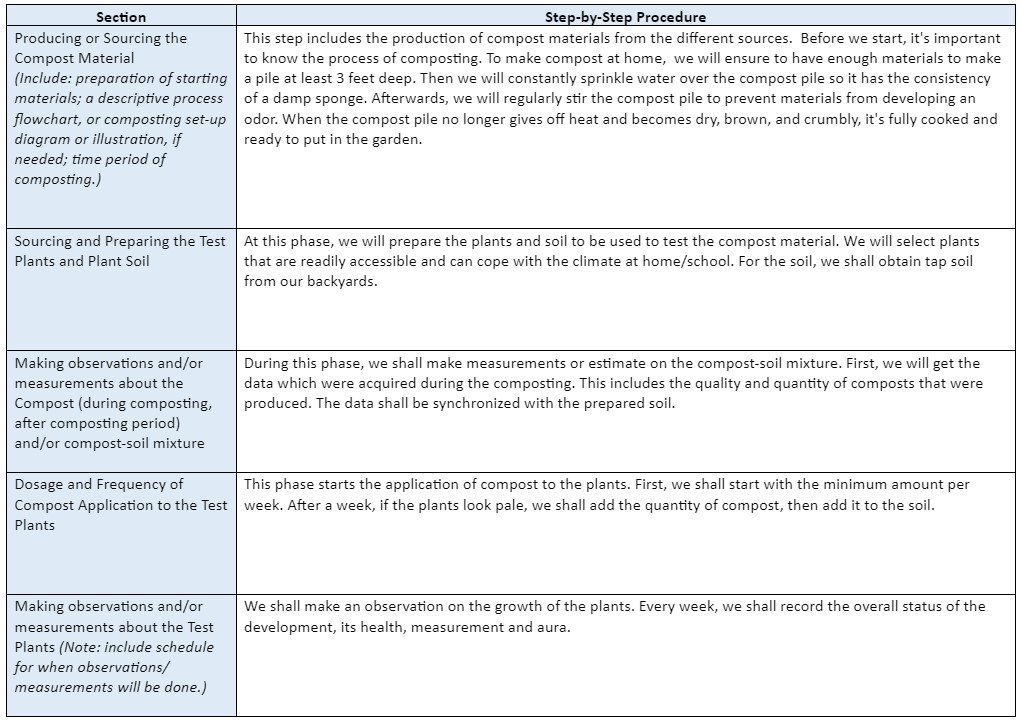 Section
Step-by-Step Procedure
Producing or Sourcing the
Compost Material
(Include: preparation of starting
materials; a descriptive process
flowchart, or composting set-up
diagram or illustration, if
needed; time period of
composting.)
This step includes the production of compost materials from the different sources.  Before we start, it's important
to know the process of composting. To make compost at home,  we will ensure to have enough materials to make
a pile at least 3 feet deep. Then we will constantly sprinkle water over the compost pile so it has the consistency
of a damp sponge. Afterwards, we will regularly stir the compost pile to prevent materials from developing an
odor. When the compost pile no longer gives off heat and becomes dry, brown, and crumbly, it's fully cooked and
ready to put in the garden.
Sourcing and Preparing the Test
Plants and Plant Soil
At this phase, we will prepare the plants and soil to be used to test the compost material. We will select plants
that are readily accessible and can cope with the climate at home/school. For the soil, we shall obtain tap soil
from our backyards.
Making observations and/or
measurements about the
Compost (during composting,
after composting period)
and/or compost-soil mixture
During this phase, we shall make measurements or estimate on the compost-soil mixture. First, we will get the
data which were acquired during the composting. This includes the quality and quantity of composts that were
produced. The data shall be synchronized with the prepared soil.
Dosage and Frequency of
Compost Application to the Test
Plants
This phase starts the application of compost to the plants. First, we shall start with the minimum amount per
week. After a week, if the plants look pale, we shall add the quantity of compost, then add it to the soil.
Making observations and/or
measurements about the Test
Plants (Note: include schedule
for when observations/
measurements will be done.)
We shall make an observation on the growth of the plants. Every week, we shall record the overall status of the
development, its health, measurement and aura.